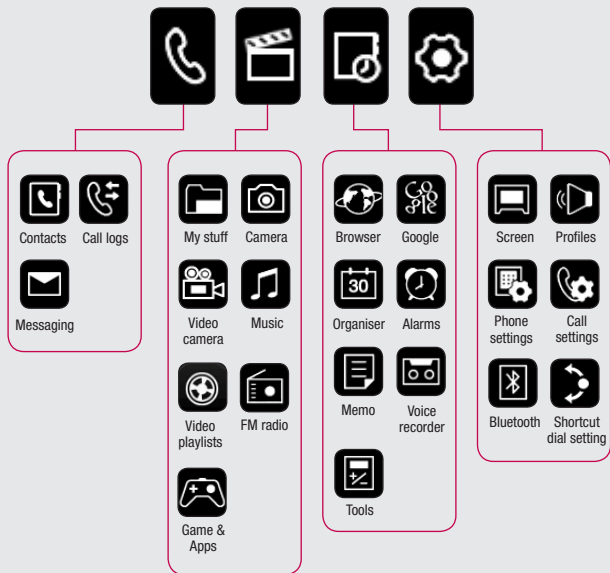 Contacts
Call logs
Messaging
My stuff
Camera
Video
camera
Music
Video
playlists
FM radio
Game &
Apps
Browser
Google
Google
30
Organiser
Alarms
Memo
Voice
recorder
+/-
Tools
Screen
Profiles
Phone
settings
Call
settings
Bluetooth
Shortcut
dial setting